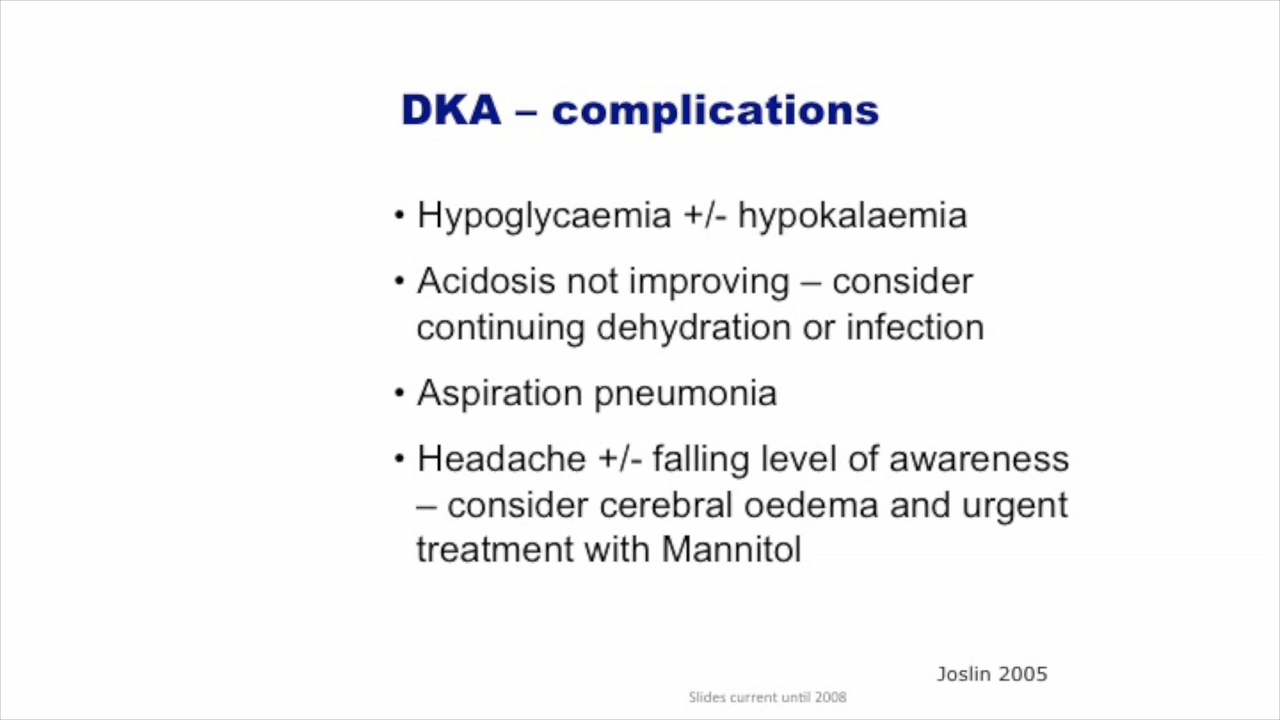 DKA – complications
• Hypoglycaemia +/- hypokalaemia
• Acidosis not improving – consider
continuing dehydration or infection
• Aspiration pneumonia
• Headache +/- falling level of awareness
– consider cerebral oedema and urgent
treatment with Mannitol
Joslin 2005
Slides current until 2008